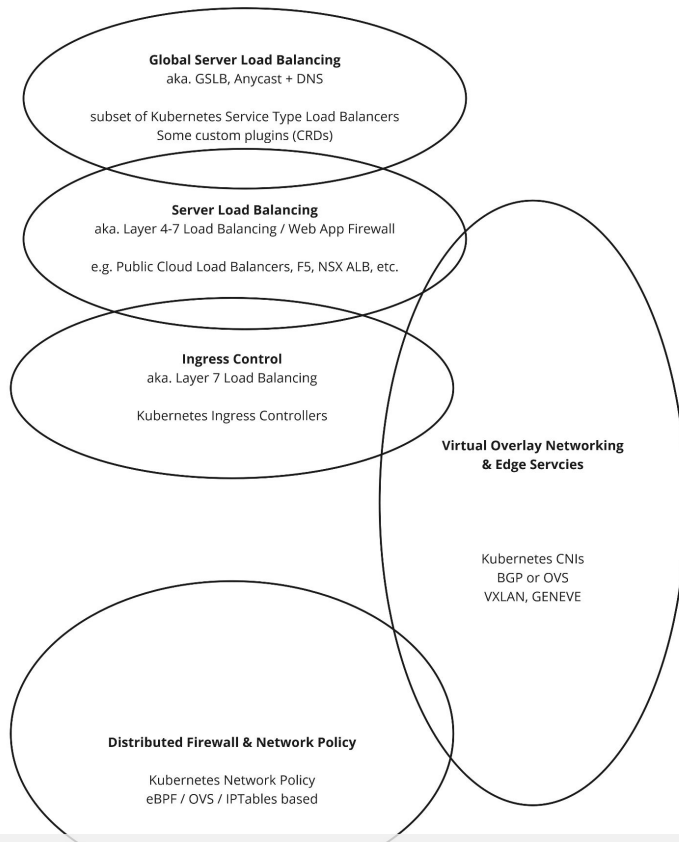 Global Server Load Balancing
aka. GSLB, Anycast + DNS
subset of Kubernetes Service Type Load Balancers
Some custom plugins (CRDs)
Server Load Balancing
aka. Layer 4-7 Load Balancing / Web App Firewall
e.g. Public Cloud Load Balancers, F5, NSX ALB, etc.
Ingress Control
aka. Layer 7 Load Balancing
Kubernetes Ingress Controllers
Virtual Overlay Networking
& Edge Servcies
Kubernetes CNIs
BGP or OVS
VXLAN, GENEVE
Distributed Firewall & Network Policy
Kubernetes Network Policy
eBPF / OVS / IPTables based